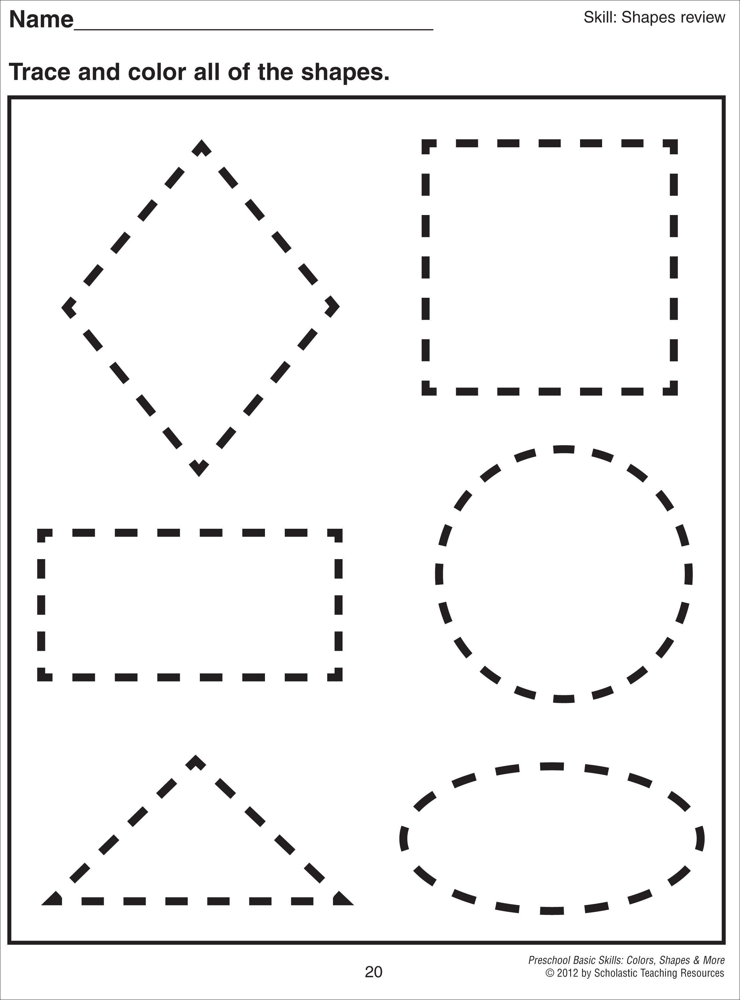 Name
Skill: Shapes review
Trace and color all of the shapes.
20
Preschool Basic Skills: Colors, Shapes & More
© 2012 by Scholastic Teaching Resources